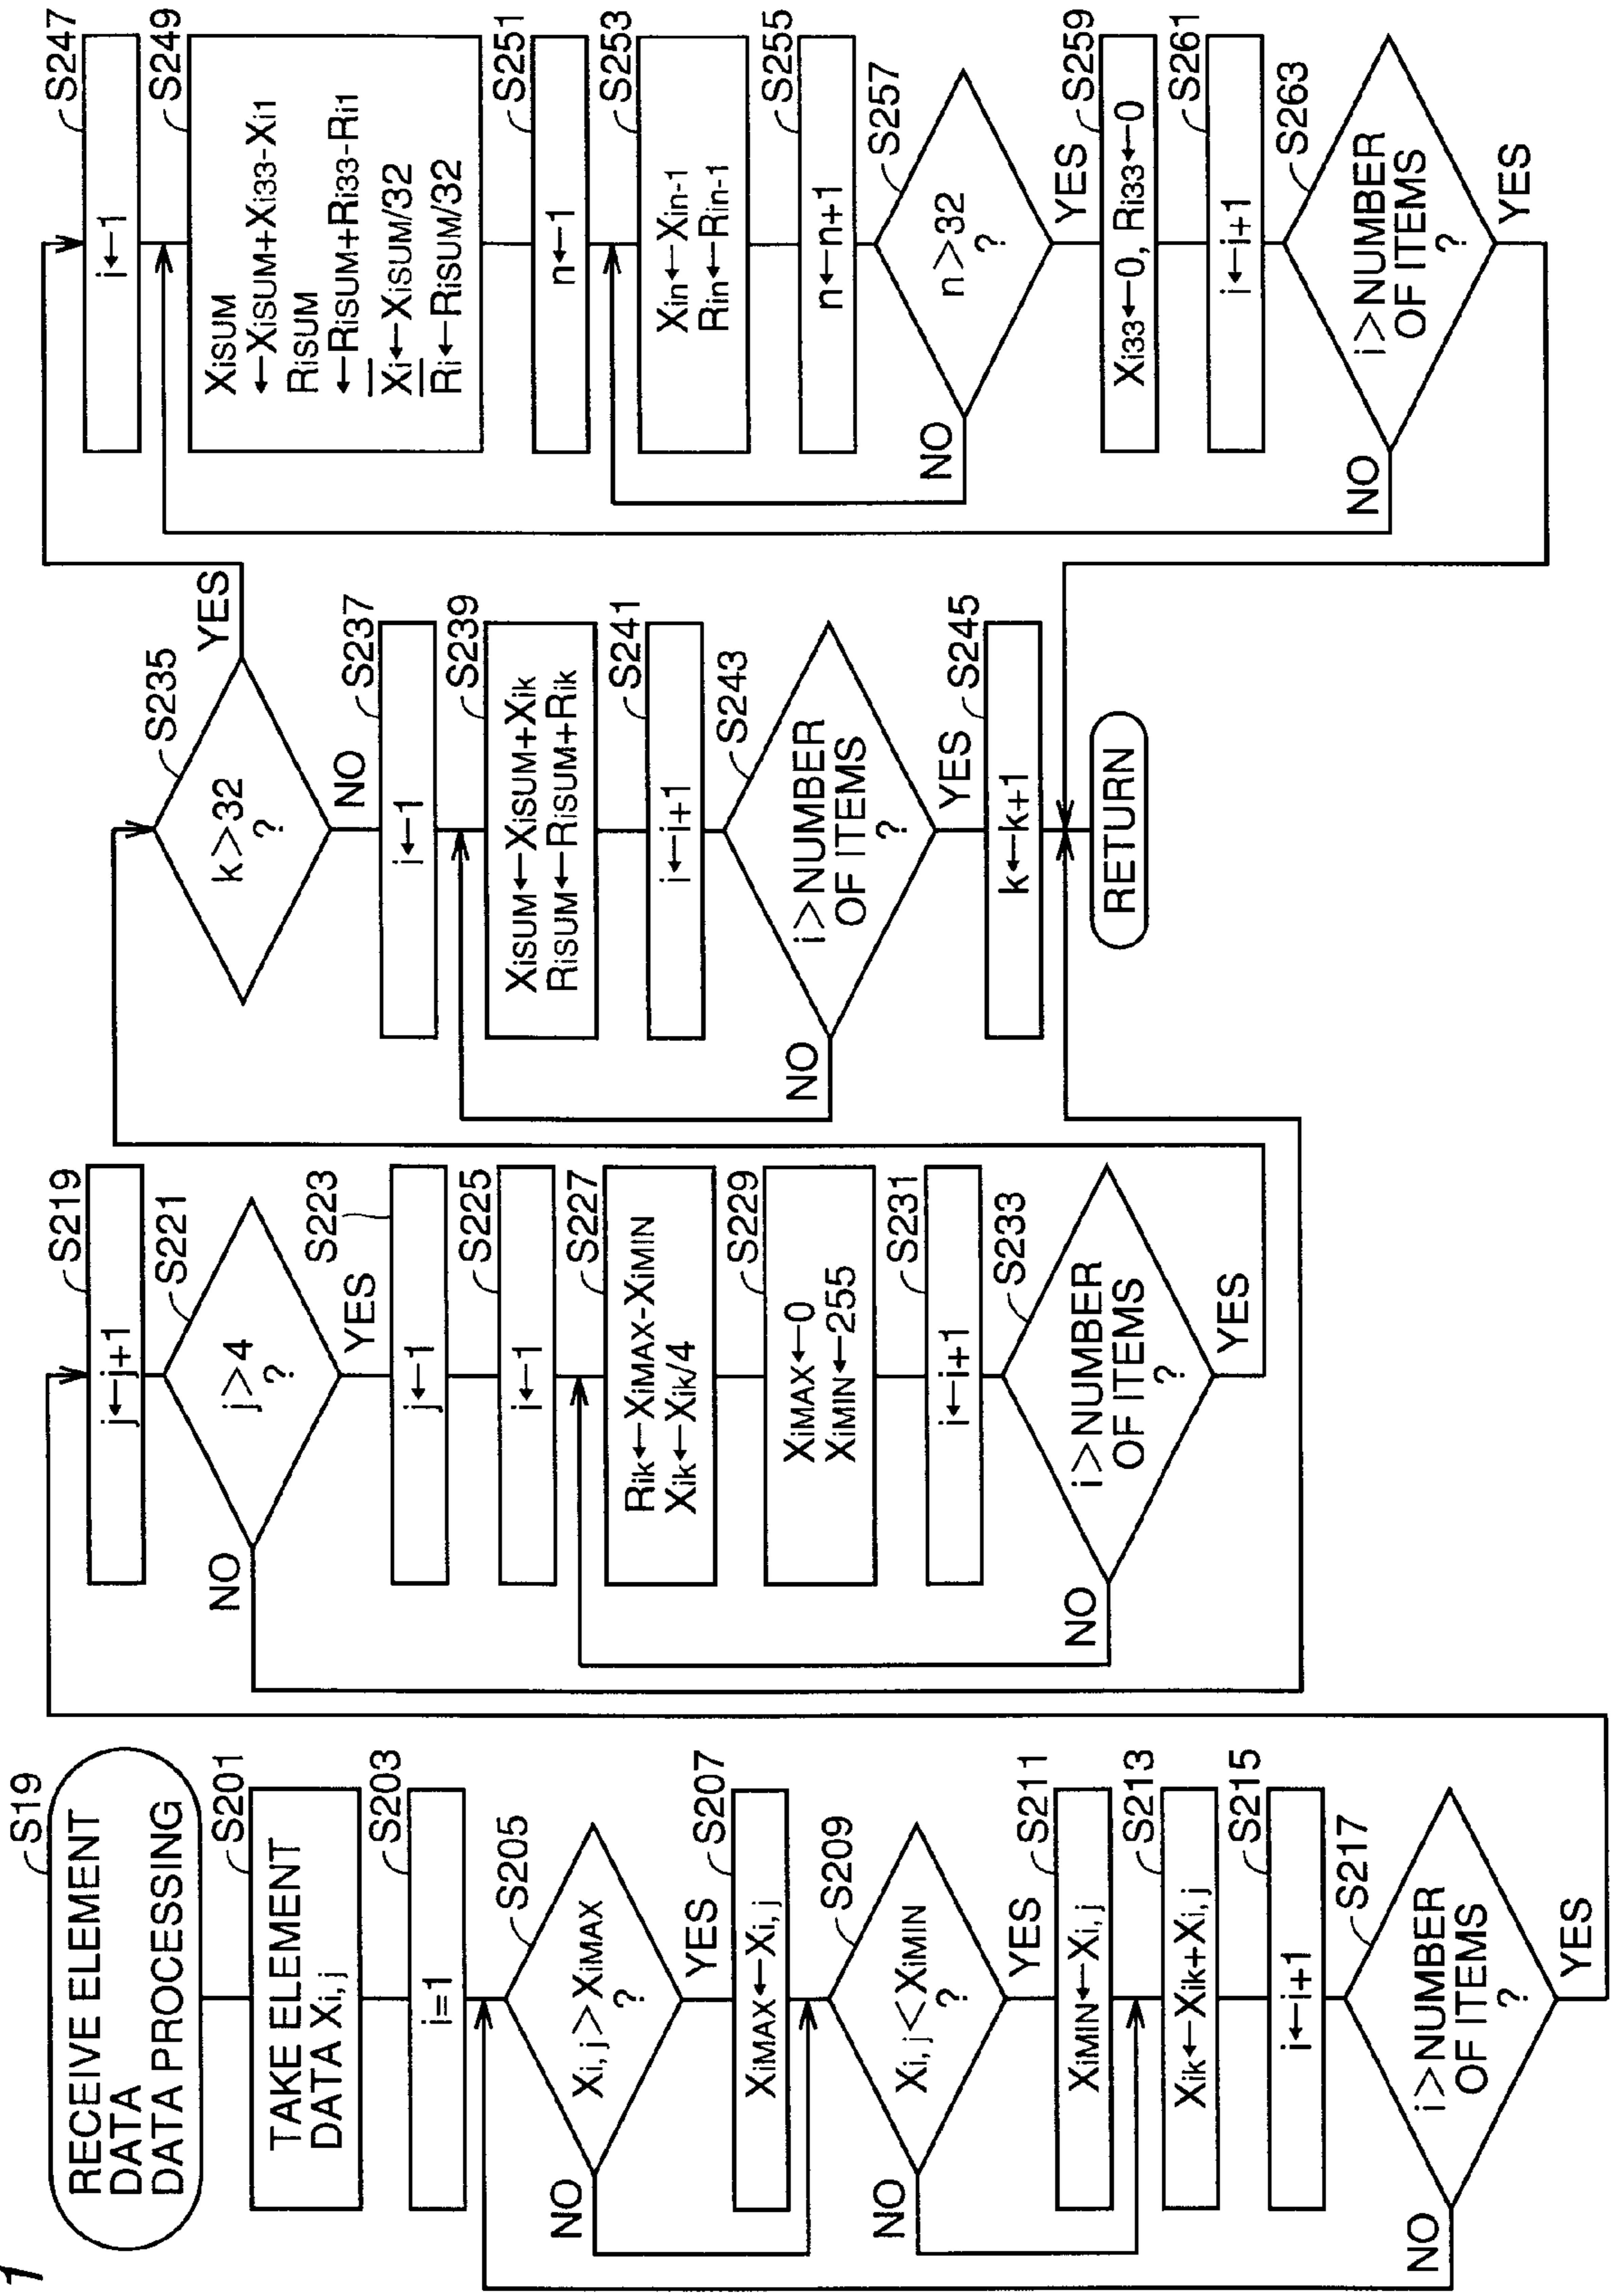 1
S19
RECEIVE ELEMENT
DATA
DATA PROCESSING
S201
TAKE ELEMENT
DATA Xi, j
S203
i=1
S205
Xi, j>XiMAX
?
NO
YES
S207
XiMAX←Xi, j
S209
Xi, j<XiMIN
?
NO
YES
S211
XiMIN←Xi, j
S213
Xik←Xik+Xi, j
S215
i←i+1
S217
i>NUMBER
OF ITEMS
?
NO
YES
S219
j←j+1
S221
j>4
?
NO
YES
S223
j←1
S225
i←1
S227
Rik←XiMAX-XiMIN
Xik←Xik/4
S229
XiMAX←0
XiMIN←255
S231
i←i+1
S233
i>NUMBER
OF ITEMS
?
NO
YES
S235
k>32
?
YES
NO
S237
i←1
S239
XiSUM←XiSUM+Xik
RiSUM←RiSUM+Rik
S241
i←i+1
S243
i>NUMBER
OF ITEMS
?
NO
YES
S245
k←k+1
RETURN
S247
i←1
S249
XiSUM
←XiSUM+Xi33-Xi1
RiSUM
←RiSUM+Ri33-Ri1
X̅i←XiSUM/32
R̅i←RiSUM/32
S251
n←1
S253
Xin←Xin-1
Rin←Rin-1
S255
n←n+1
S257
n>32
?
NO
YES
S259
Xi33←0, Ri33←0
S261
i←i+1
S263
i>NUMBER
OF ITEMS
?
NO
YES